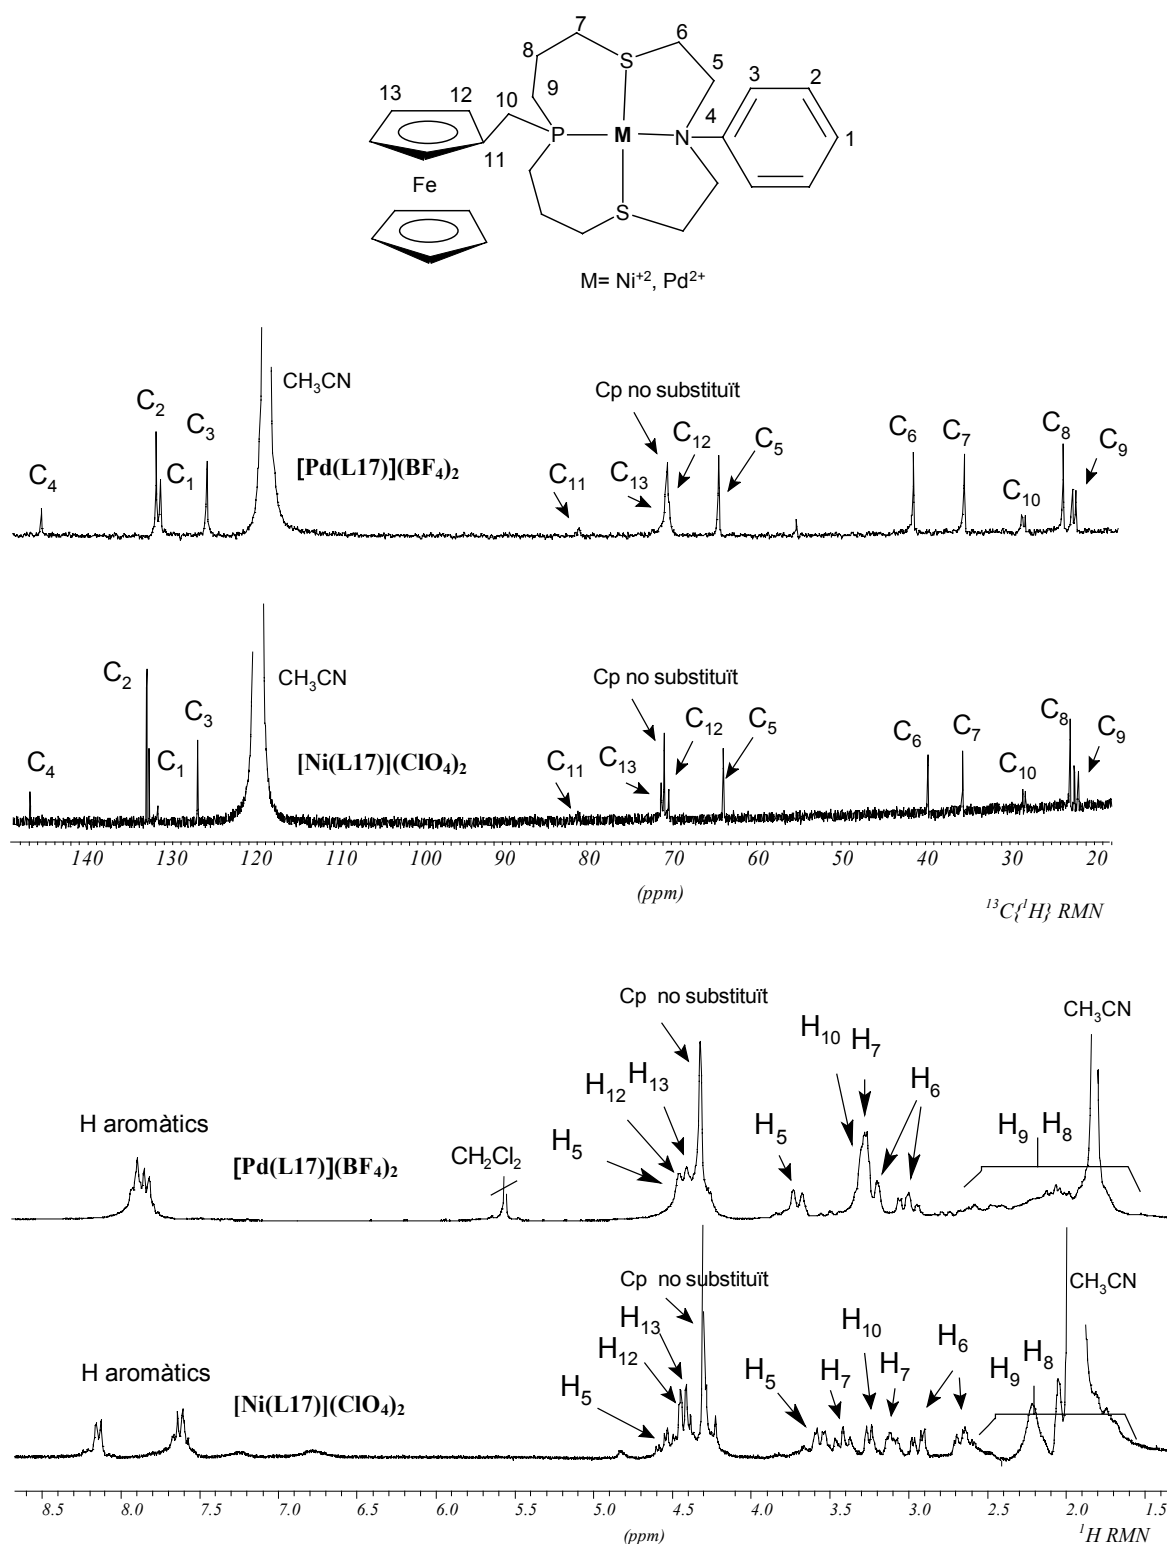 7
6
8
S
5
3
2
13
12
10
9
4
P
M
N
1
11
Fe
S
M= Ni+2, Pd2+
CH3CN
Cp no substituït
C2
C3
C12
C5
C6
C7
C8
C9
C4
C1
[Pd(L17)](BF4)2
C11
C13
C10
CH3CN
Cp no substituït
C2
C3
C12
C5
C6
C7
C8
C9
C4
C1
[Ni(L17)](ClO4)2
C11
C13
C10
140 130 120 110 100 90 80 70 60 50 40 30 20
(ppm)
13C{1H} RMN
Cp no substituït
CH3CN
H10
H7
H12
H13
H6
H aromàtics
H5
H5
H9
H8
[Pd(L17)](BF4)2
CH2Cl2
Cp no substituït
CH3CN
H13
H10
H6
H12
H8
H aromàtics
H5
H5
H7
H7
H9
[Ni(L17)](ClO4)2
8.5 8.0 7.5 7.0 6.5 6.0 5.5 5.0 4.5 4.0 3.5 3.0 2.5 2.0 1.5
(ppm)
1H RMN